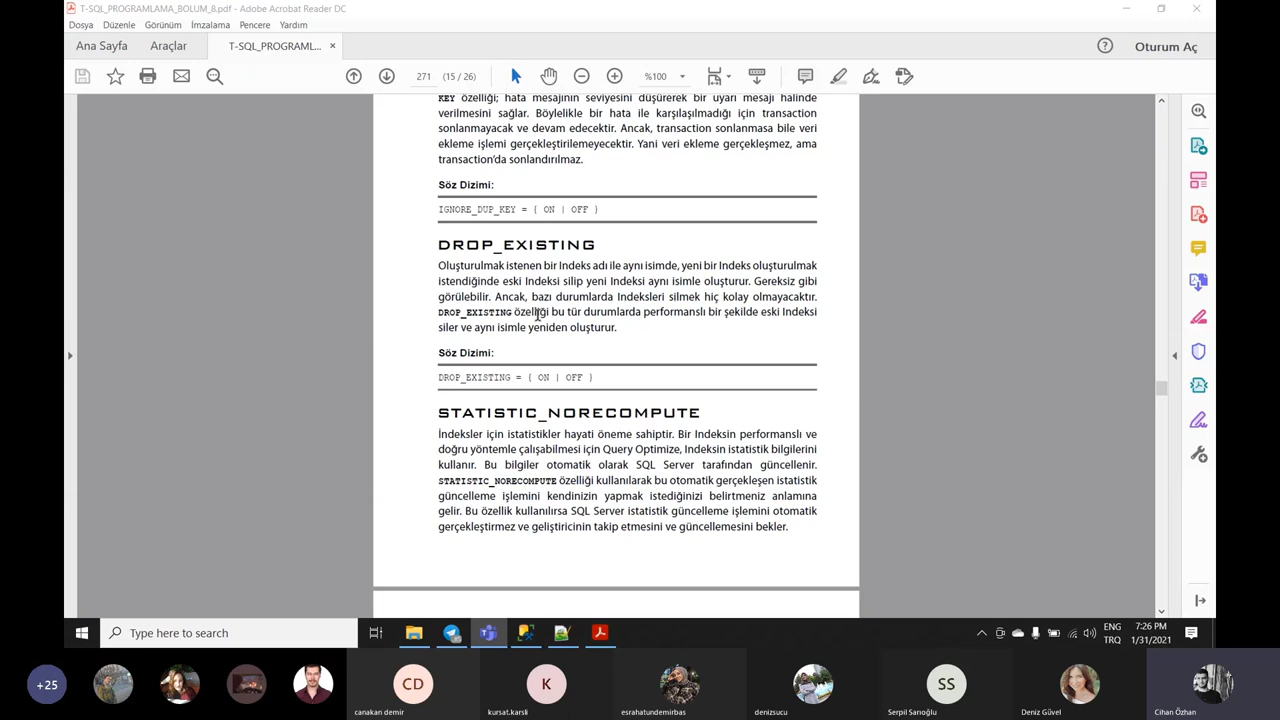 T-SQL_PROGRAMLAMA_BOLUM_8.pdf - Adobe Acrobat Reader DC
Dosya Düzenle Görünüm İmzalama Pencere Yardım
Ana Sayfa Araçlar T-SQL_PROGRAML... × Oturum Aç
271 (15 / 26) %100
KEY özelliği; hata mesajının seviyesini düşürerek bir uyarı mesajı halinde
verilmesini sağlar. Böylelikle bir hata ile karşılaşılmadığı için transaction
sonlanmayacak ve devam edecektir. Ancak, transaction sonlanmasa bile veri
ekleme işlemi gerçekleştirilemeyecektir. Yani veri ekleme gerçekleşmez, ama
transaction’da sonlandırılmaz.
Söz Dizimi:
IGNORE_DUP_KEY = { ON | OFF }
DROP_EXISTING
Oluşturulmak istenen bir Indeks adı ile aynı isimde, yeni bir Indeks oluşturulmak
istendiğinde eski Indeksi silip yeni Indeksi aynı isimle oluşturur. Gereksiz gibi
görülebilir. Ancak, bazı durumlarda Indeksleri silmek hiç kolay olmayacaktır.
DROP_EXISTING özelliği bu tür durumlarda performanslı bir şekilde eski Indeksi
siler ve aynı isimle yeniden oluşturur.
Söz Dizimi:
DROP_EXISTING = { ON | OFF }
STATISTIC_NORECOMPUTE
İndeksler için istatistikler hayati öneme sahiptir. Bir Indeksin performanslı ve
doğru yöntemle çalışabilmesi için Query Optimize, Indeksin istatistik bilgilerini
kullanır. Bu bilgiler otomatik olarak SQL Server tarafından güncellenir.
STATISTIC_NORECOMPUTE özelliği kullanılarak bu otomatik gerçekleşen istatistik
güncelleme işlemini kendinizin yapmak istediğinizi belirtmeniz anlamına
gelir. Bu özellik kullanılırsa SQL Server istatistik güncelleme işlemini otomatik
gerçekleştirmez ve geliştiricinin takip etmesini ve güncellemesini bekler.
Type here to search
ENG 7:26 PM
TRQ 1/31/2021
+25 CD K SS
canakan demir kursat.karsli esrahatundemirbas denizsucu Serpil Sarıoğlu Deniz Güvel Cihan Özhan